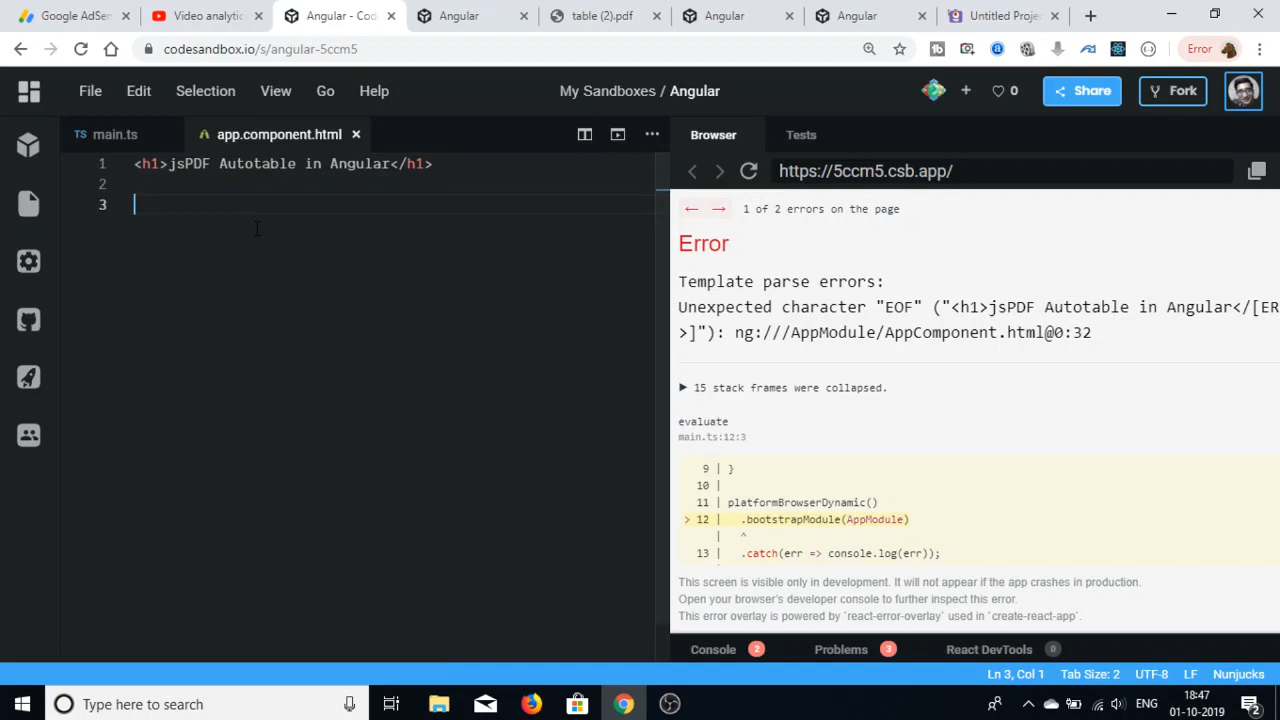 Google AdSen
Video analytic
Angular - Cod
Angular
table (2).pdf
Angular
Angular
Untitled Proje
codesandbox.io/s/angular-5ccm5
Error
File Edit Selection View Go Help
My Sandboxes / Angular
0
Share
Fork
TS main.ts
app.component.html
Browser
Tests
1 <h1>jsPDF Autotable in Angular</h1>
2
3
https://5ccm5.csb.app/
1 of 2 errors on the page
Error
Template parse errors:
Unexpected character "EOF" ("<h1>jsPDF Autotable in Angular</[ER
>]"): ng:///AppModule/AppComponent.html@0:32
15 stack frames were collapsed.
evaluate
main.ts:12:3
9 | }
10 |
11 | platformBrowserDynamic()
> 12 | .bootstrapModule(AppModule)
| ^
13 | .catch(err => console.log(err));
This screen is visible only in development. It will not appear if the app crashes in production.
Open your browser's developer console to further inspect this error.
This error overlay is powered by `react-error-overlay` used in `create-react-app`.
Console 2 Problems 3 React DevTools 0
Ln 3, Col 1 Tab Size: 2 UTF-8 LF Nunjucks
Type here to search
ENG
18:47
01-10-2019
2